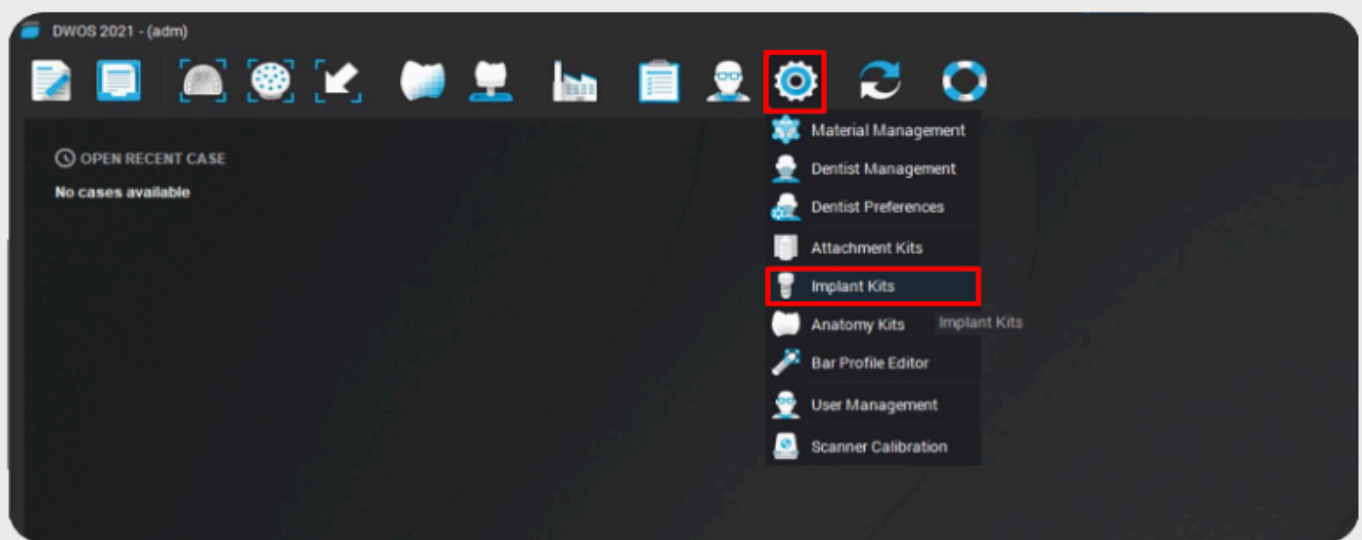 DWOS 2021 - (adm)
OPEN RECENT CASE
No cases available
Material Management
Dentist Management
Dentist Preferences
Attachment Kits
Implant Kits
Anatomy Kits
Implant Kits
Bar Profile Editor
User Management
Scanner Calibration